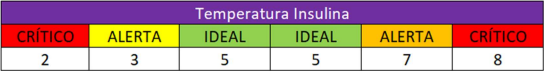 Temperatura Insulina
CRÍTICO ALERTA IDEAL IDEAL ALERTA CRÍTICO
2 3 5 5 7 8